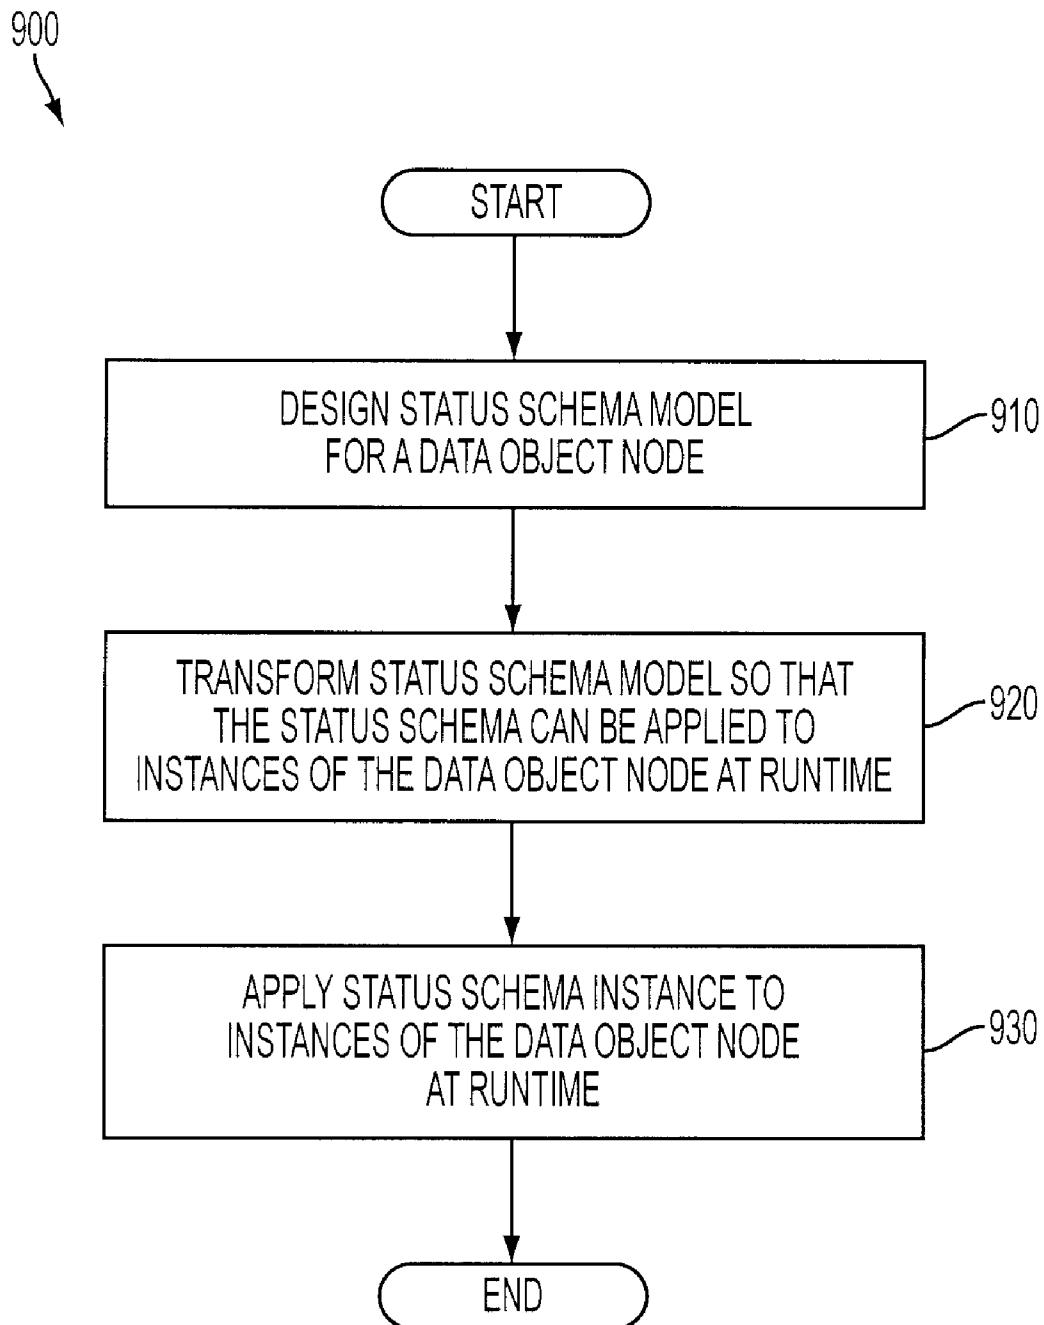 900
START
DESIGN STATUS SCHEMA MODEL
FOR A DATA OBJECT NODE
910
TRANSFORM STATUS SCHEMA MODEL SO THAT
THE STATUS SCHEMA CAN BE APPLIED TO
INSTANCES OF THE DATA OBJECT NODE AT RUNTIME
920
APPLY STATUS SCHEMA INSTANCE TO
INSTANCES OF THE DATA OBJECT NODE
AT RUNTIME
930
END